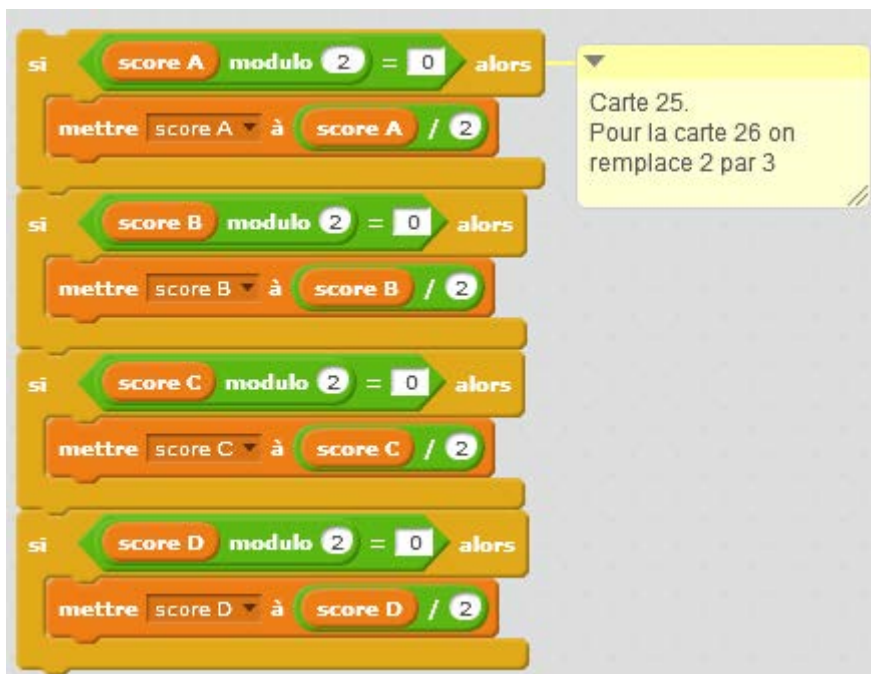 si score A modulo 2 = 0 alors
mettre score A à score A / 2
Carte 25.
Pour la carte 26 on
remplace 2 par 3
si score B modulo 2 = 0 alors
mettre score B à score B / 2
si score C modulo 2 = 0 alors
mettre score C à score C / 2
si score D modulo 2 = 0 alors
mettre score D à score D / 2